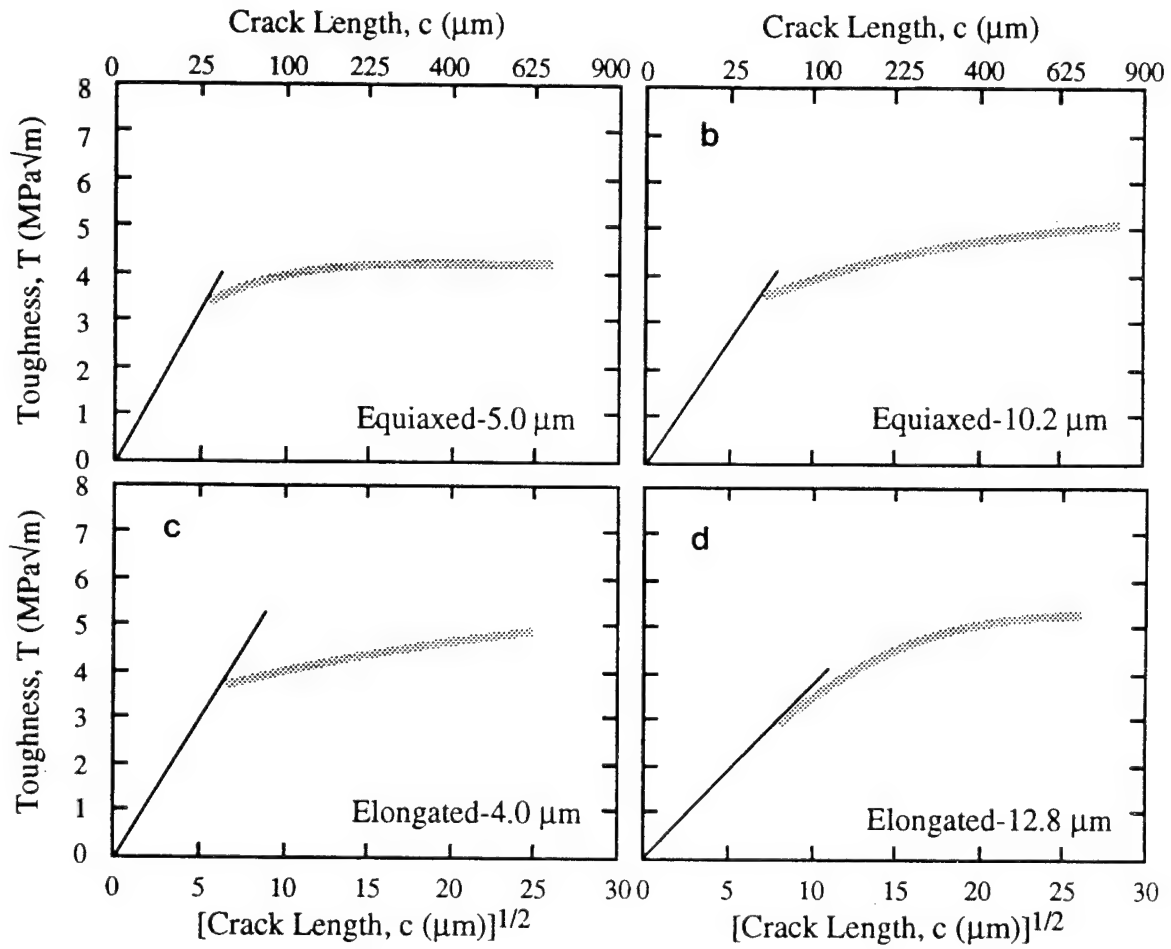 Crack Length, c (μm)
0 25 100 225 400 625 900
Crack Length, c (μm)
0 25 100 225 400 625 900
Toughness, T (MPa√m)
8
7
6
5
4
3
2
1
0
Equiaxed-5.0 μm
b
Equiaxed-10.2 μm
Toughness, T (MPa√m)
8
7
6
5
4
3
2
1
0
c
Elongated-4.0 μm
d
Elongated-12.8 μm
0 5 10 15 20 25 30
[Crack Length, c (μm)]1/2
0 5 10 15 20 25 30
[Crack Length, c (μm)]1/2